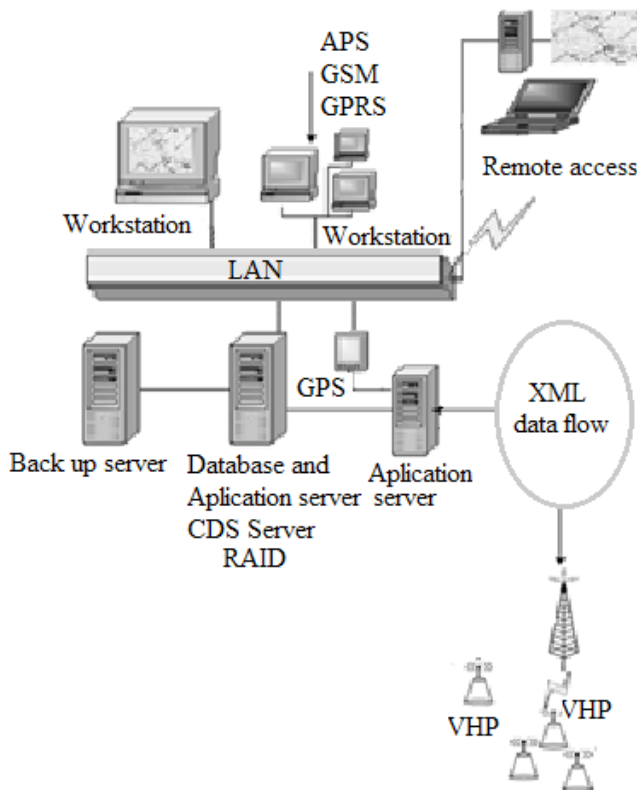 APS
GSM
GPRS
Remote access
Workstation
Workstation
LAN
GPS
XML
data flow
Back up server
Database and
Aplication server
CDS Server
RAID
Aplication
server
VHP
VHP